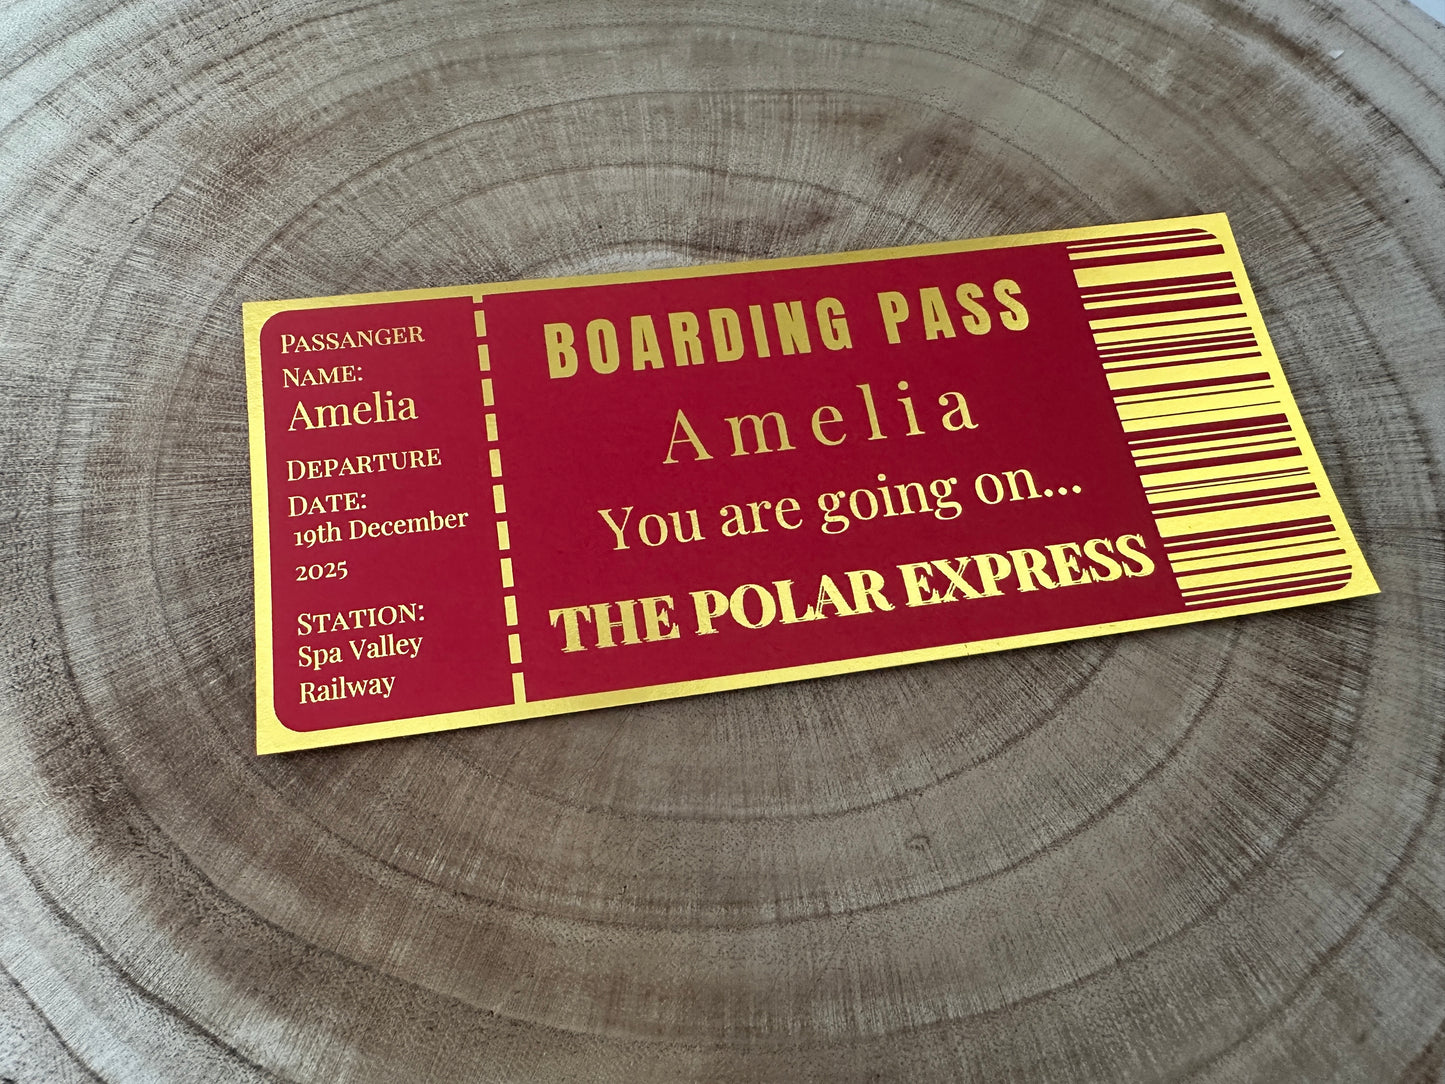 PASSANGER
NAME:
Amelia
DEPARTURE
DATE:
19th December
2025
STATION:
Spa Valley
Railway
BOARDING PASS
Amelia
You are going on...
THE POLAR EXPRESS